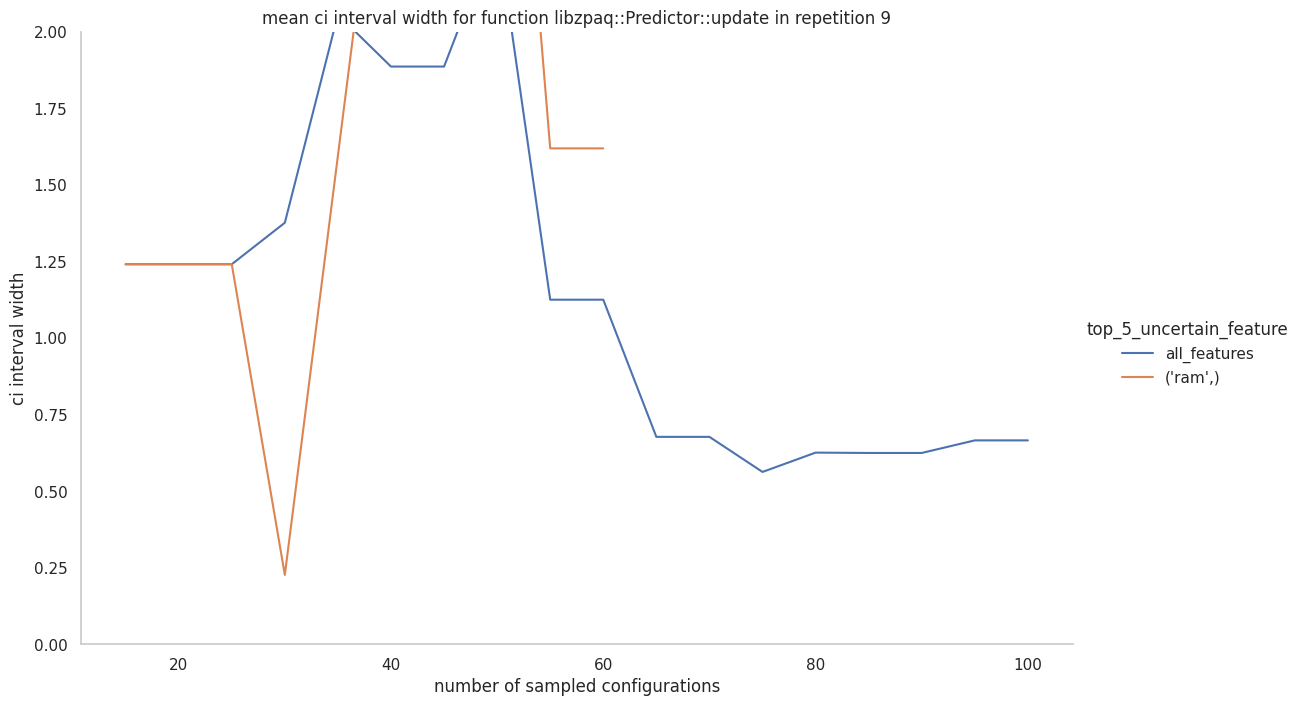 mean ci interval width for function libzpaq::Predictor::update in repetition 9
2.00
1.75
1.50
1.25
1.00
0.75
0.50
0.25
0.00
ci interval width
20
40
60
80
100
number of sampled configurations
top_5_uncertain_feature
all_features
('ram',)